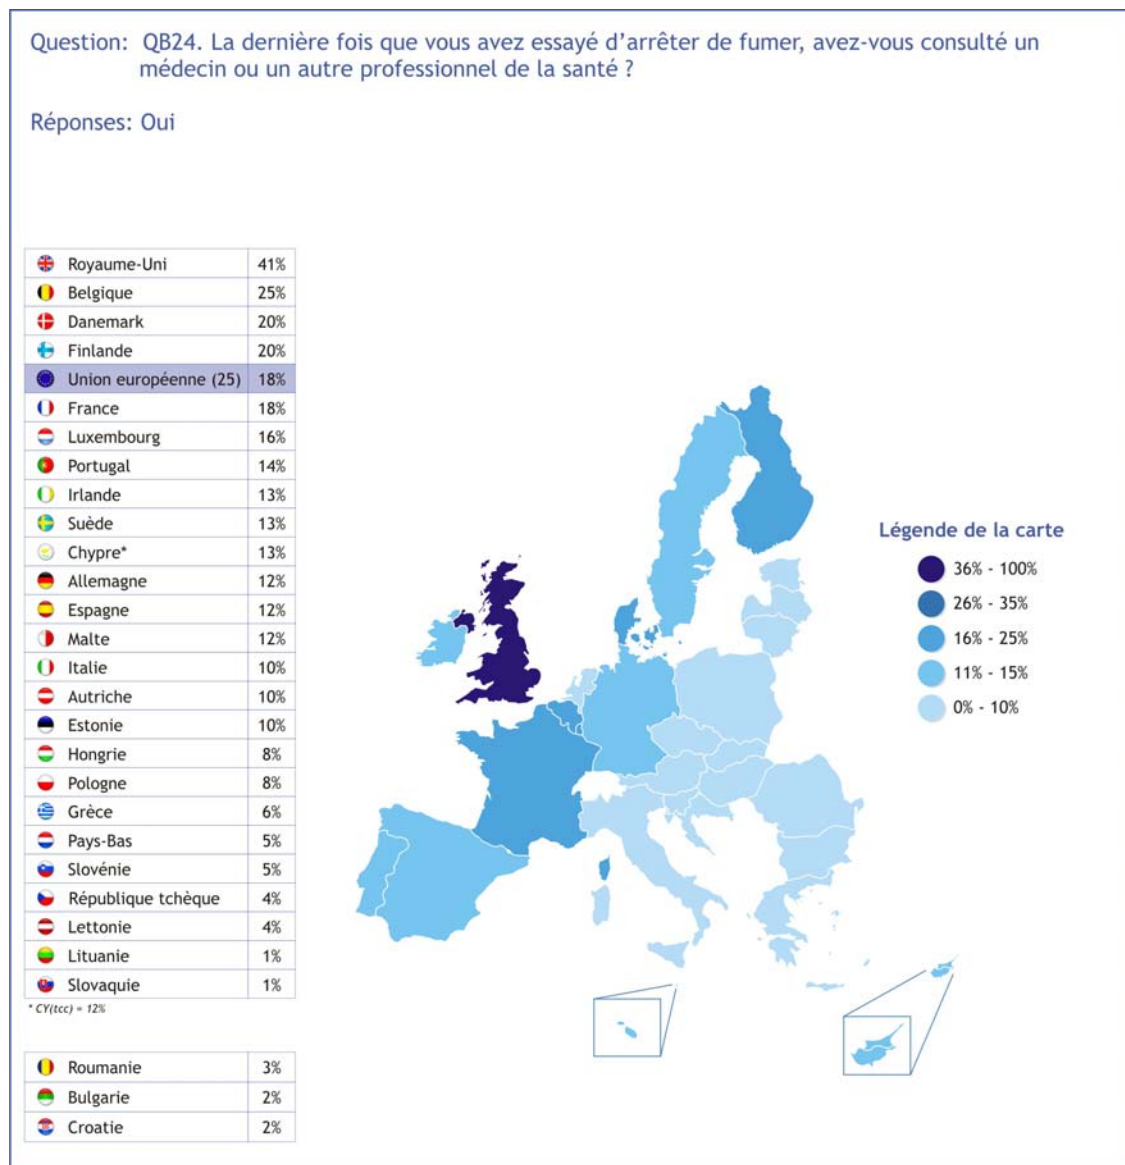 Question: QB24. La dernière fois que vous avez essayé d'arrêter de fumer, avez-vous consulté un
médecin ou un autre professionnel de la santé ?
Réponses: Oui
Royaume-Uni 41%
Belgique 25%
Danemark 20%
Finlande 20%
Union européenne (25) 18%
France 18%
Luxembourg 16%
Portugal 14%
Irlande 13%
Suède 13%
Chypre* 13%
Allemagne 12%
Espagne 12%
Malte 12%
Italie 10%
Autriche 10%
Estonie 10%
Hongrie 8%
Pologne 8%
Grèce 6%
Pays-Bas 5%
Slovénie 5%
République tchèque 4%
Lettonie 4%
Lituanie 1%
Slovaquie 1%
* CY(tcc) = 12%
Roumanie 3%
Bulgarie 2%
Croatie 2%
Légende de la carte
36% - 100%
26% - 35%
16% - 25%
11% - 15%
0% - 10%